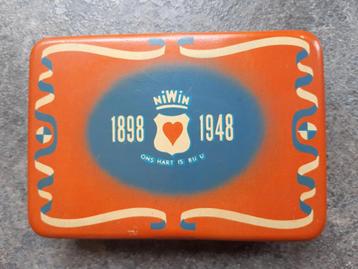 NiWiN
1898 1948
ONS HART IS BIJ U